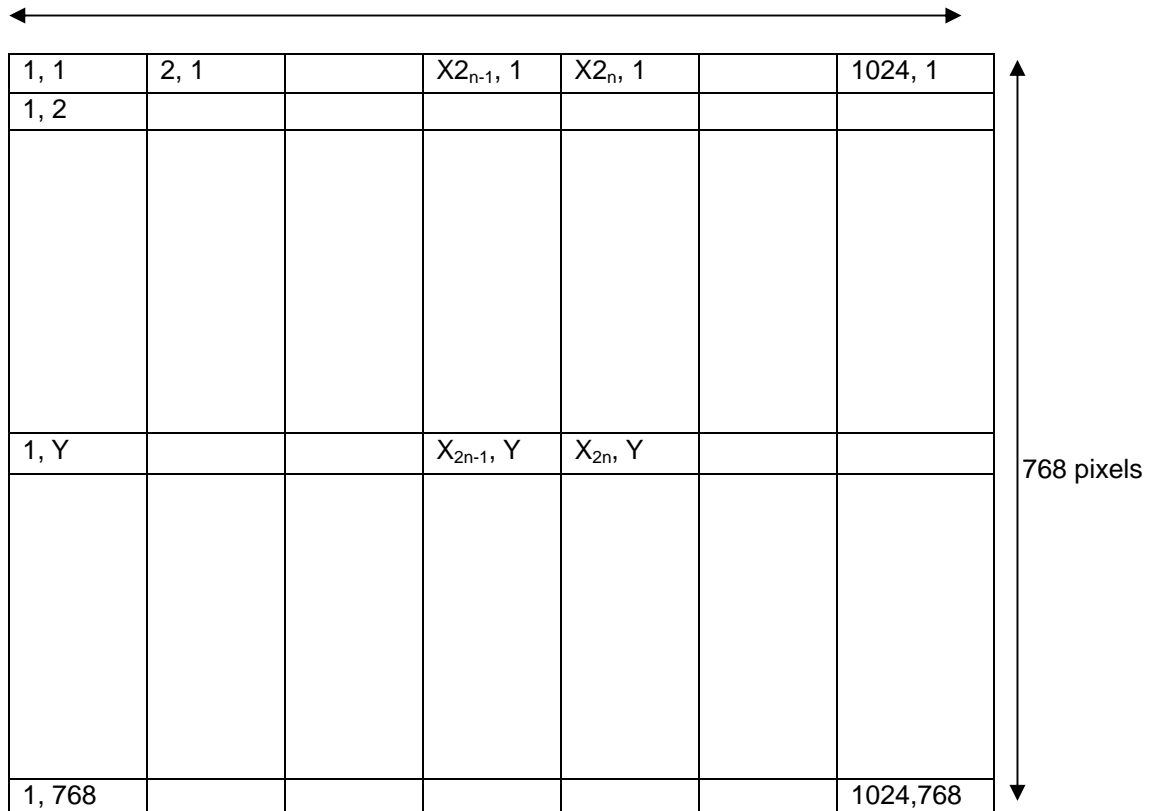 1, 1 2, 1 X2ₙ₋₁, 1 X2ₙ, 1 1024, 1
1, 2
1, Y X₂ₙ₋₁, Y X₂ₙ, Y
768 pixels
1, 768 1024,768